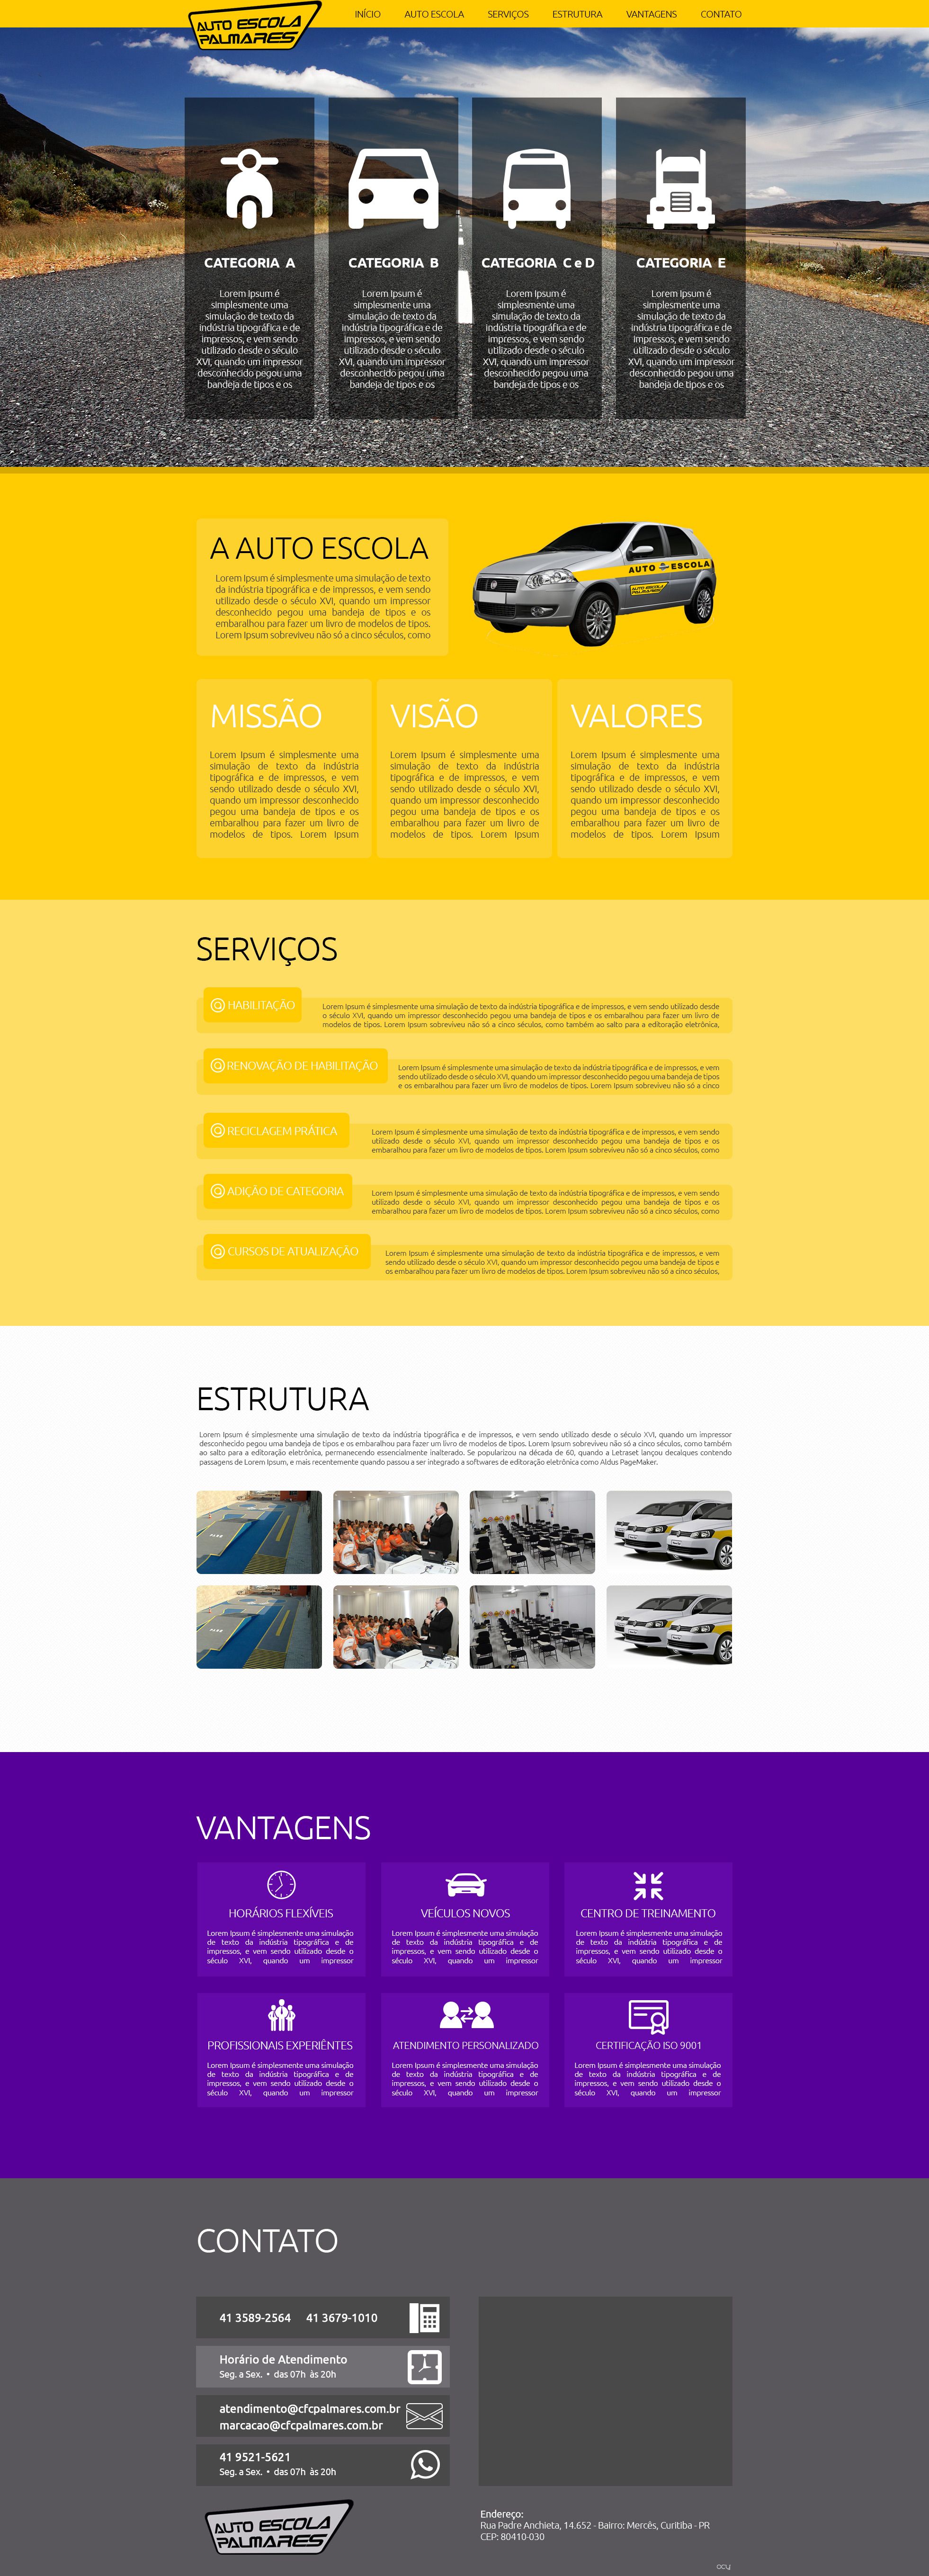 AUTO ESCOLA
PALMARES
INÍCIO AUTO ESCOLA SERVIÇOS ESTRUTURA VANTAGENS CONTATO
CATEGORIA A
Lorem Ipsum é
simplesmente uma
simulação de texto da
indústria tipográfica e de
impressos, e vem sendo
utilizado desde o século
XVI, quando um impressor
desconhecido pegou uma
bandeja de tipos e os
CATEGORIA B
Lorem Ipsum é
simplesmente uma
simulação de texto da
indústria tipográfica e de
impressos, e vem sendo
utilizado desde o século
XVI, quando um impressor
desconhecido pegou uma
bandeja de tipos e os
CATEGORIA C e D
Lorem Ipsum é
simplesmente uma
simulação de texto da
indústria tipográfica e de
impressos, e vem sendo
utilizado desde o século
XVI, quando um impressor
desconhecido pegou uma
bandeja de tipos e os
CATEGORIA E
Lorem Ipsum é
simplesmente uma
simulação de texto da
indústria tipográfica e de
impressos, e vem sendo
utilizado desde o século
XVI, quando um impressor
desconhecido pegou uma
bandeja de tipos e os
A AUTO ESCOLA
Lorem Ipsum é simplesmente uma simulação de texto
da indústria tipográfica e de impressos, e vem sendo
utilizado desde o século XVI, quando um impressor
desconhecido pegou uma bandeja de tipos e os
embaralhou para fazer um livro de modelos de tipos.
Lorem Ipsum sobreviveu não só a cinco séculos, como
AUTO ESCOLA
AUTO ESCOLA
PALMARES
MISSÃO
Lorem Ipsum é simplesmente uma
simulação de texto da indústria
tipográfica e de impressos, e vem
sendo utilizado desde o século XVI,
quando um impressor desconhecido
pegou uma bandeja de tipos e os
embaralhou para fazer um livro de
modelos de tipos. Lorem Ipsum
VISÃO
Lorem Ipsum é simplesmente uma
simulação de texto da indústria
tipográfica e de impressos, e vem
sendo utilizado desde o século XVI,
quando um impressor desconhecido
pegou uma bandeja de tipos e os
embaralhou para fazer um livro de
modelos de tipos. Lorem Ipsum
VALORES
Lorem Ipsum é simplesmente uma
simulação de texto da indústria
tipográfica e de impressos, e vem
sendo utilizado desde o século XVI,
quando um impressor desconhecido
pegou uma bandeja de tipos e os
embaralhou para fazer um livro de
modelos de tipos. Lorem Ipsum
SERVIÇOS
HABILITAÇÃO
Lorem Ipsum é simplesmente uma simulação de texto da indústria tipográfica e de impressos, e vem sendo utilizado desde
o século XVI, quando um impressor desconhecido pegou uma bandeja de tipos e os embaralhou para fazer um livro de
modelos de tipos. Lorem Ipsum sobreviveu não só a cinco séculos, como também ao salto para a editoração eletrônica,
RENOVAÇÃO DE HABILITAÇÃO
Lorem Ipsum é simplesmente uma simulação de texto da indústria tipográfica e de impressos, e vem
sendo utilizado desde o século XVI, quando um impressor desconhecido pegou uma bandeja de tipos
e os embaralhou para fazer um livro de modelos de tipos. Lorem Ipsum sobreviveu não só a cinco
RECICLAGEM PRÁTICA
Lorem Ipsum é simplesmente uma simulação de texto da indústria tipográfica e de impressos, e vem sendo
utilizado desde o século XVI, quando um impressor desconhecido pegou uma bandeja de tipos e os
embaralhou para fazer um livro de modelos de tipos. Lorem Ipsum sobreviveu não só a cinco séculos, como
ADIÇÃO DE CATEGORIA
Lorem Ipsum é simplesmente uma simulação de texto da indústria tipográfica e de impressos, e vem sendo
utilizado desde o século XVI, quando um impressor desconhecido pegou uma bandeja de tipos e os
embaralhou para fazer um livro de modelos de tipos. Lorem Ipsum sobreviveu não só a cinco séculos, como
CURSOS DE ATUALIZAÇÃO
Lorem Ipsum é simplesmente uma simulação de texto da indústria tipográfica e de impressos, e vem
sendo utilizado desde o século XVI, quando um impressor desconhecido pegou uma bandeja de tipos e
os embaralhou para fazer um livro de modelos de tipos. Lorem Ipsum sobreviveu não só a cinco séculos,
ESTRUTURA
Lorem Ipsum é simplesmente uma simulação de texto da indústria tipográfica e de impressos, e vem sendo utilizado desde o século XVI, quando um impressor
desconhecido pegou uma bandeja de tipos e os embaralhou para fazer um livro de modelos de tipos. Lorem Ipsum sobreviveu não só a cinco séculos, como também
ao salto para a editoração eletrônica, permanecendo essencialmente inalterado. Se popularizou na década de 60, quando a Letraset lançou decalques contendo
passagens de Lorem Ipsum, e mais recentemente quando passou a ser integrado a softwares de editoração eletrônica como Aldus PageMaker.
VANTAGENS
HORÁRIOS FLEXÍVEIS
Lorem Ipsum é simplesmente uma simulação
de texto da indústria tipográfica e de
impressos, e vem sendo utilizado desde o
século XVI, quando um impressor
VEÍCULOS NOVOS
Lorem Ipsum é simplesmente uma simulação
de texto da indústria tipográfica e de
impressos, e vem sendo utilizado desde o
século XVI, quando um impressor
CENTRO DE TREINAMENTO
Lorem Ipsum é simplesmente uma simulação
de texto da indústria tipográfica e de
impressos, e vem sendo utilizado desde o
século XVI, quando um impressor
PROFISSIONAIS EXPERIÊNTES
Lorem Ipsum é simplesmente uma simulação
de texto da indústria tipográfica e de
impressos, e vem sendo utilizado desde o
século XVI, quando um impressor
ATENDIMENTO PERSONALIZADO
Lorem Ipsum é simplesmente uma simulação
de texto da indústria tipográfica e de
impressos, e vem sendo utilizado desde o
século XVI, quando um impressor
CERTIFICAÇÃO ISO 9001
Lorem Ipsum é simplesmente uma simulação
de texto da indústria tipográfica e de
impressos, e vem sendo utilizado desde o
século XVI, quando um impressor
CONTATO
41 3589-2564 41 3679-1010
Horário de Atendimento
Seg. a Sex. • das 07h às 20h
atendimento@cfcpalmares.com.br
marcacao@cfcpalmares.com.br
41 9521-5621
Seg. a Sex. • das 07h às 20h
AUTO ESCOLA
PALMARES
Endereço:
Rua Padre Anchieta, 14.652 - Bairro: Mercês, Curitiba - PR
CEP: 80410-030
ocy